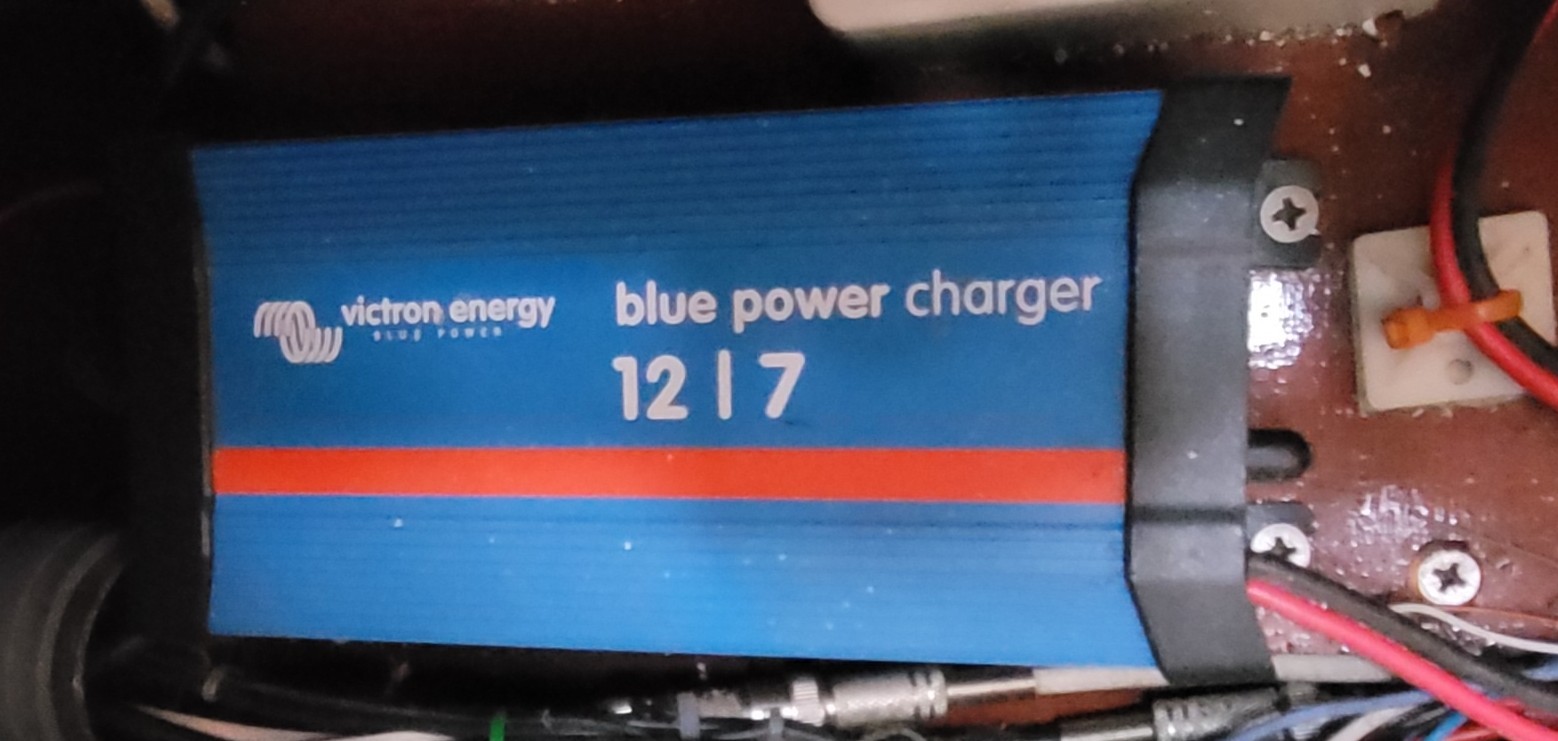 victron energy
BLUE POWER
blue power charger
12 | 7